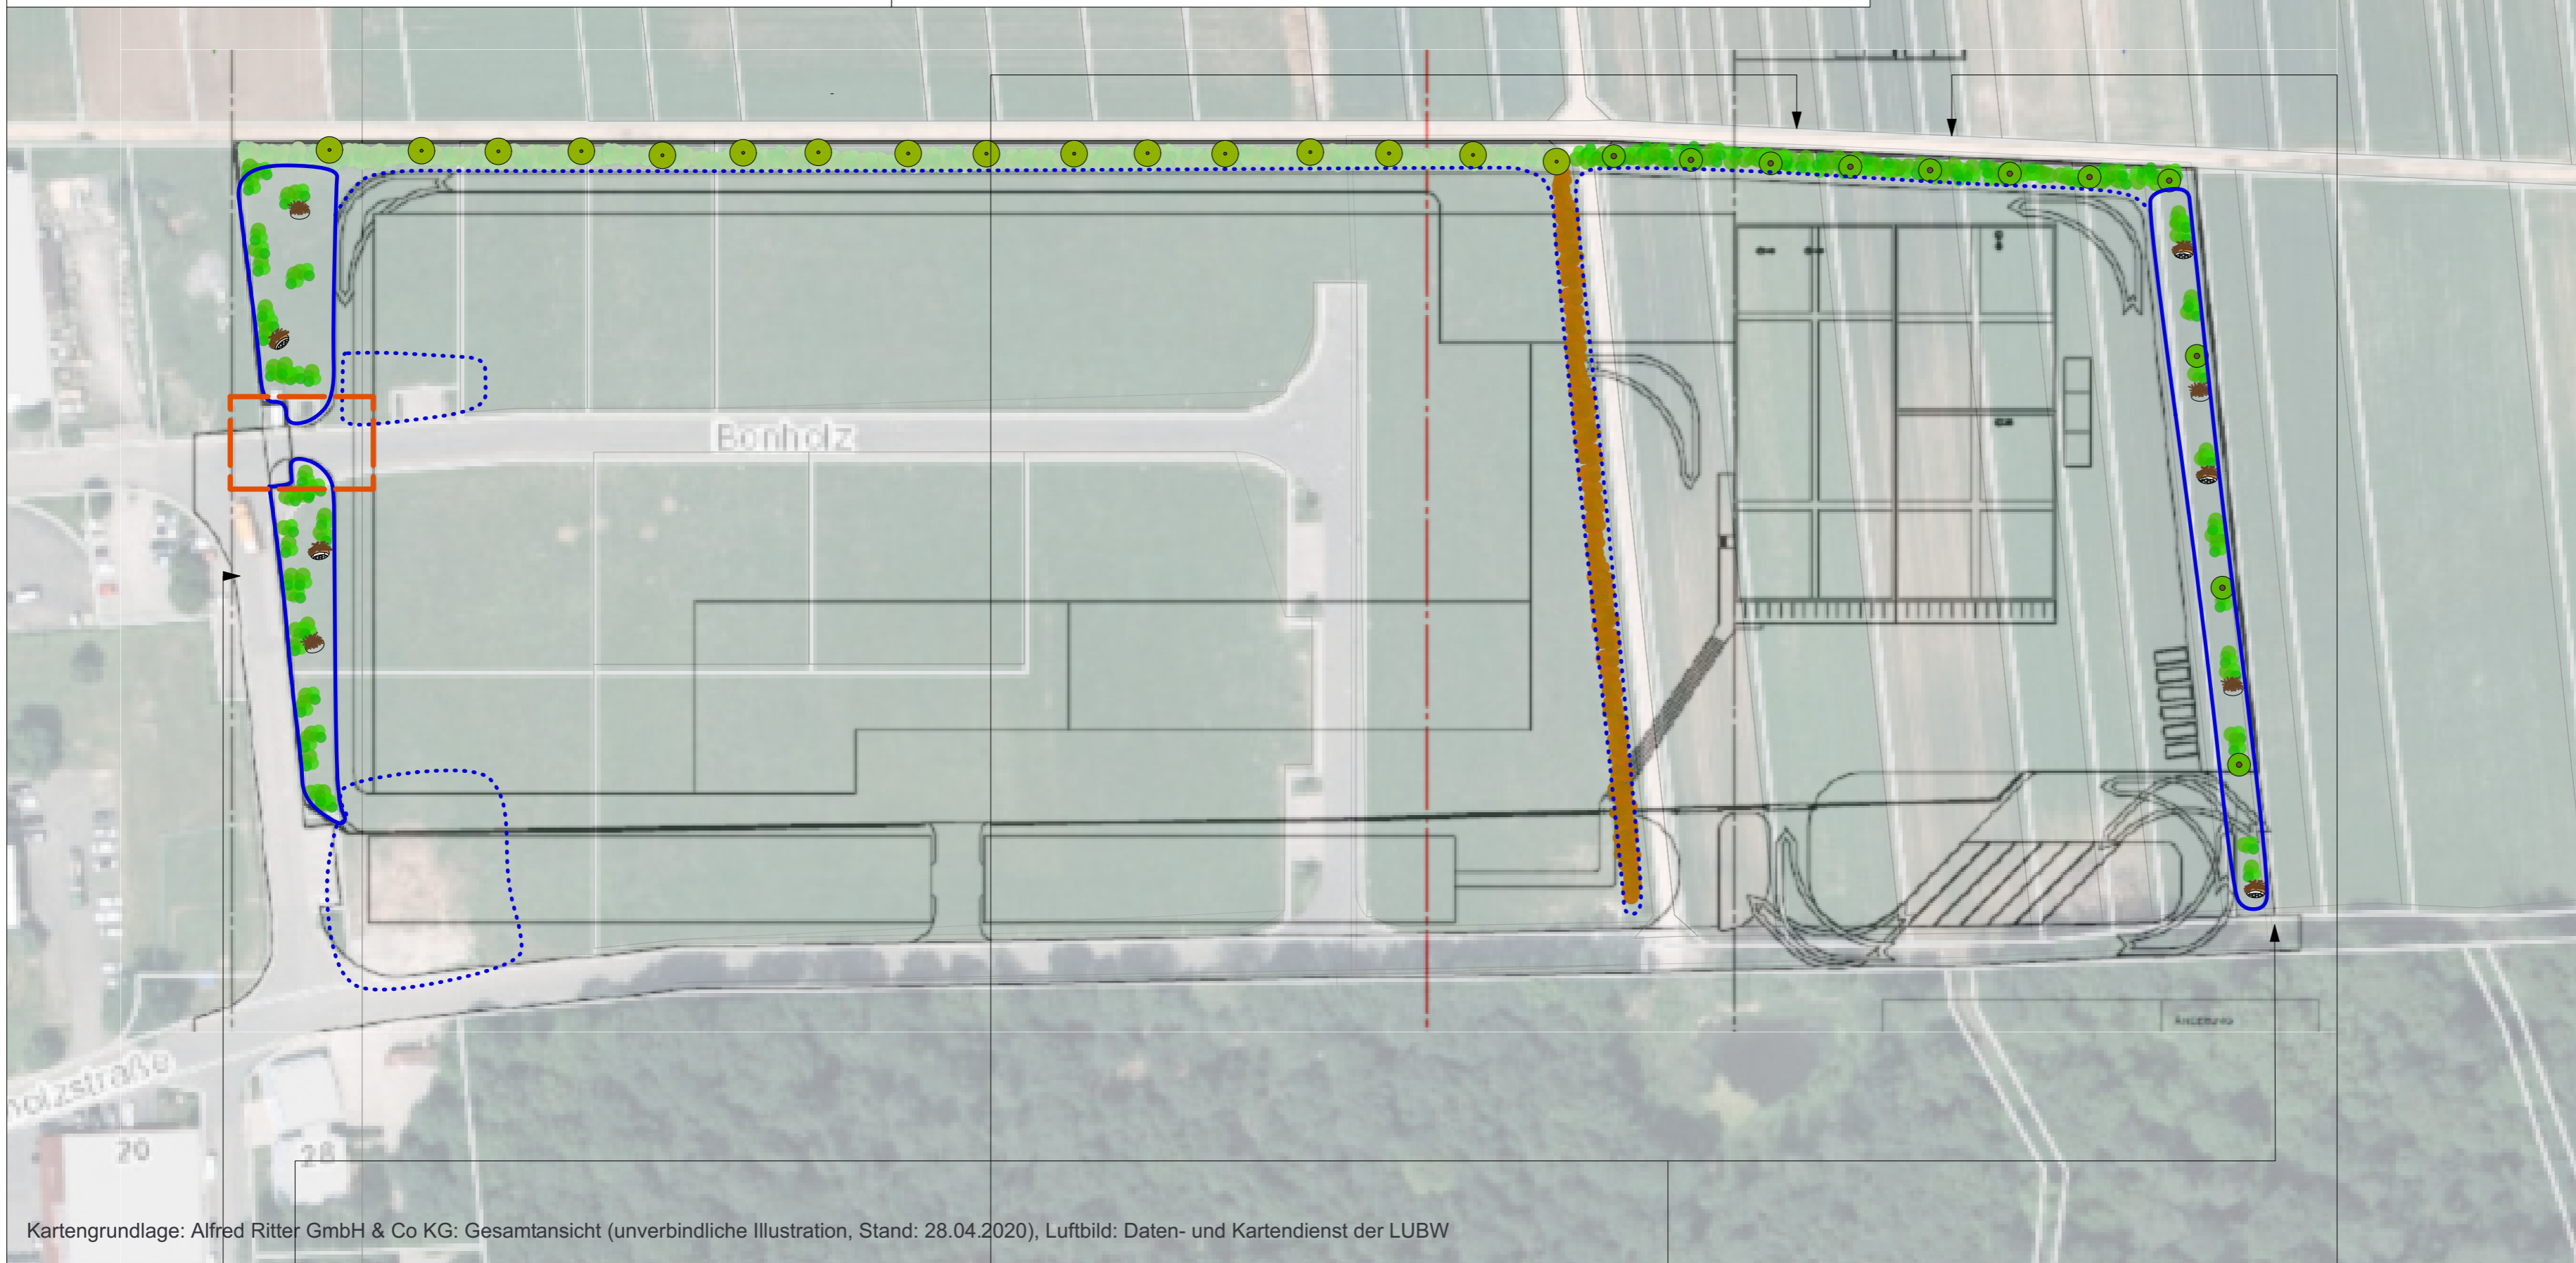 Bonholz
holzstraße
20
28
Kartengrundlage: Alfred Ritter GmbH & Co KG: Gesamtansicht (unverbindliche Illustration, Stand: 28.04.2020), Luftbild: Daten- und Kartendienst der LUBW